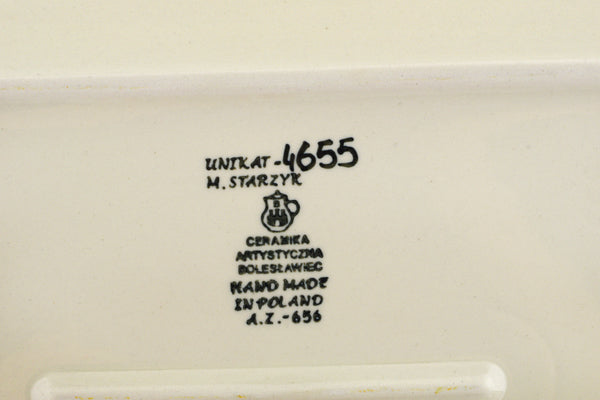 UNIKAT-4655
M. STARZYK
B
CERAMIKA
ARTYSTYCZNA
BOLESŁAWIEC
HAND MADE
IN POLAND
A.Z.-656